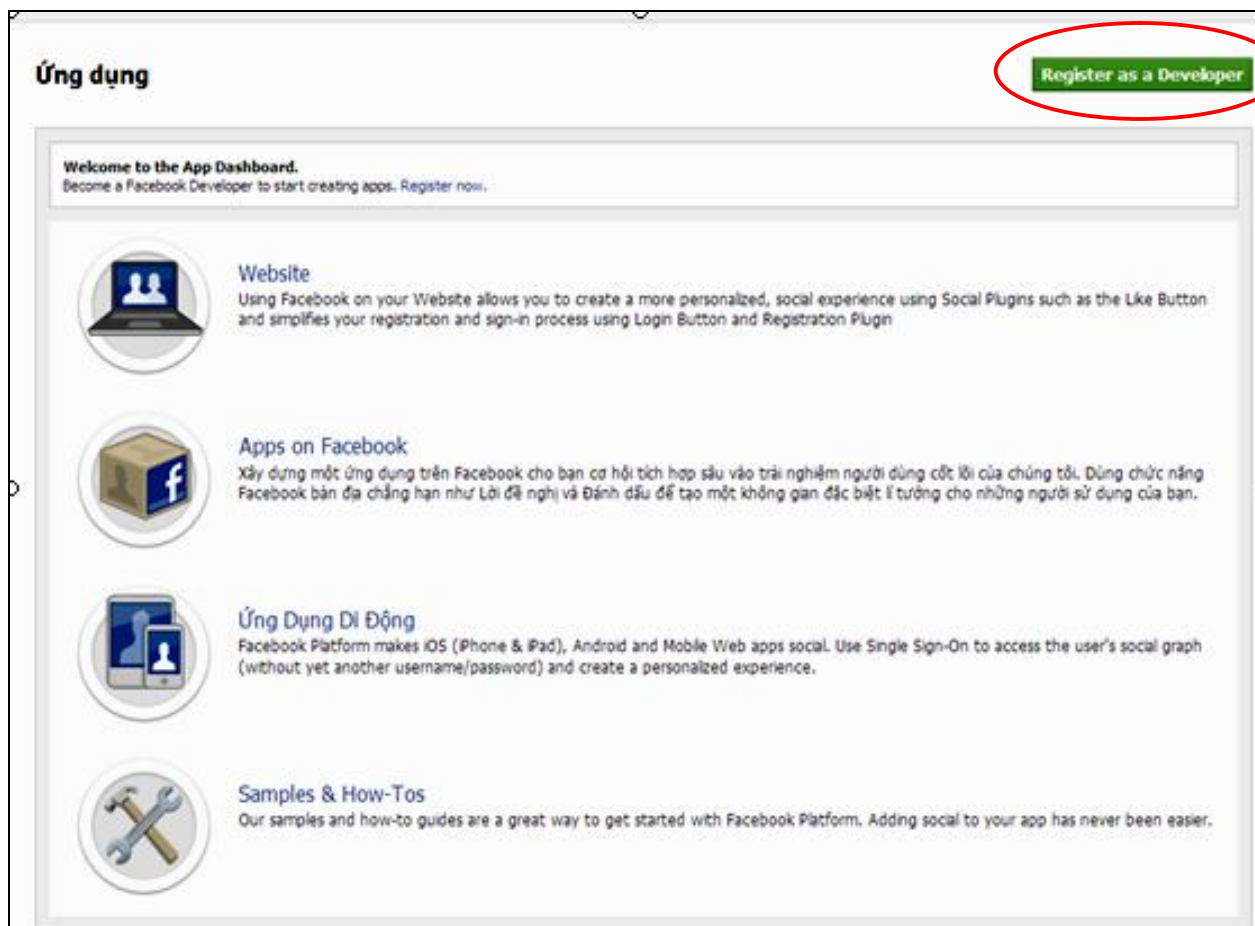 Ứng dụng
Register as a Developer
Welcome to the App Dashboard.
Become a Facebook Developer to start creating apps. Register now.
Website
Using Facebook on your Website allows you to create a more personalized, social experience using Social Plugins such as the Like Button
and simplifies your registration and sign-in process using Login Button and Registration Plugin
Apps on Facebook
Xây dựng một ứng dụng trên Facebook cho bạn cơ hội tích hợp sâu vào trải nghiệm người dùng cốt lõi của chúng tôi. Dùng chức năng
Facebook bản địa chẳng hạn như Lời đề nghị và Đánh dấu để tạo một không gian đặc biệt lí tưởng cho những người sử dụng của bạn.
Ứng Dụng Di Động
Facebook Platform makes iOS (iPhone & iPad), Android and Mobile Web apps social. Use Single Sign-On to access the user's social graph
(without yet another username/password) and create a personalized experience.
Samples & How-Tos
Our samples and how-to guides are a great way to get started with Facebook Platform. Adding social to your app has never been easier.